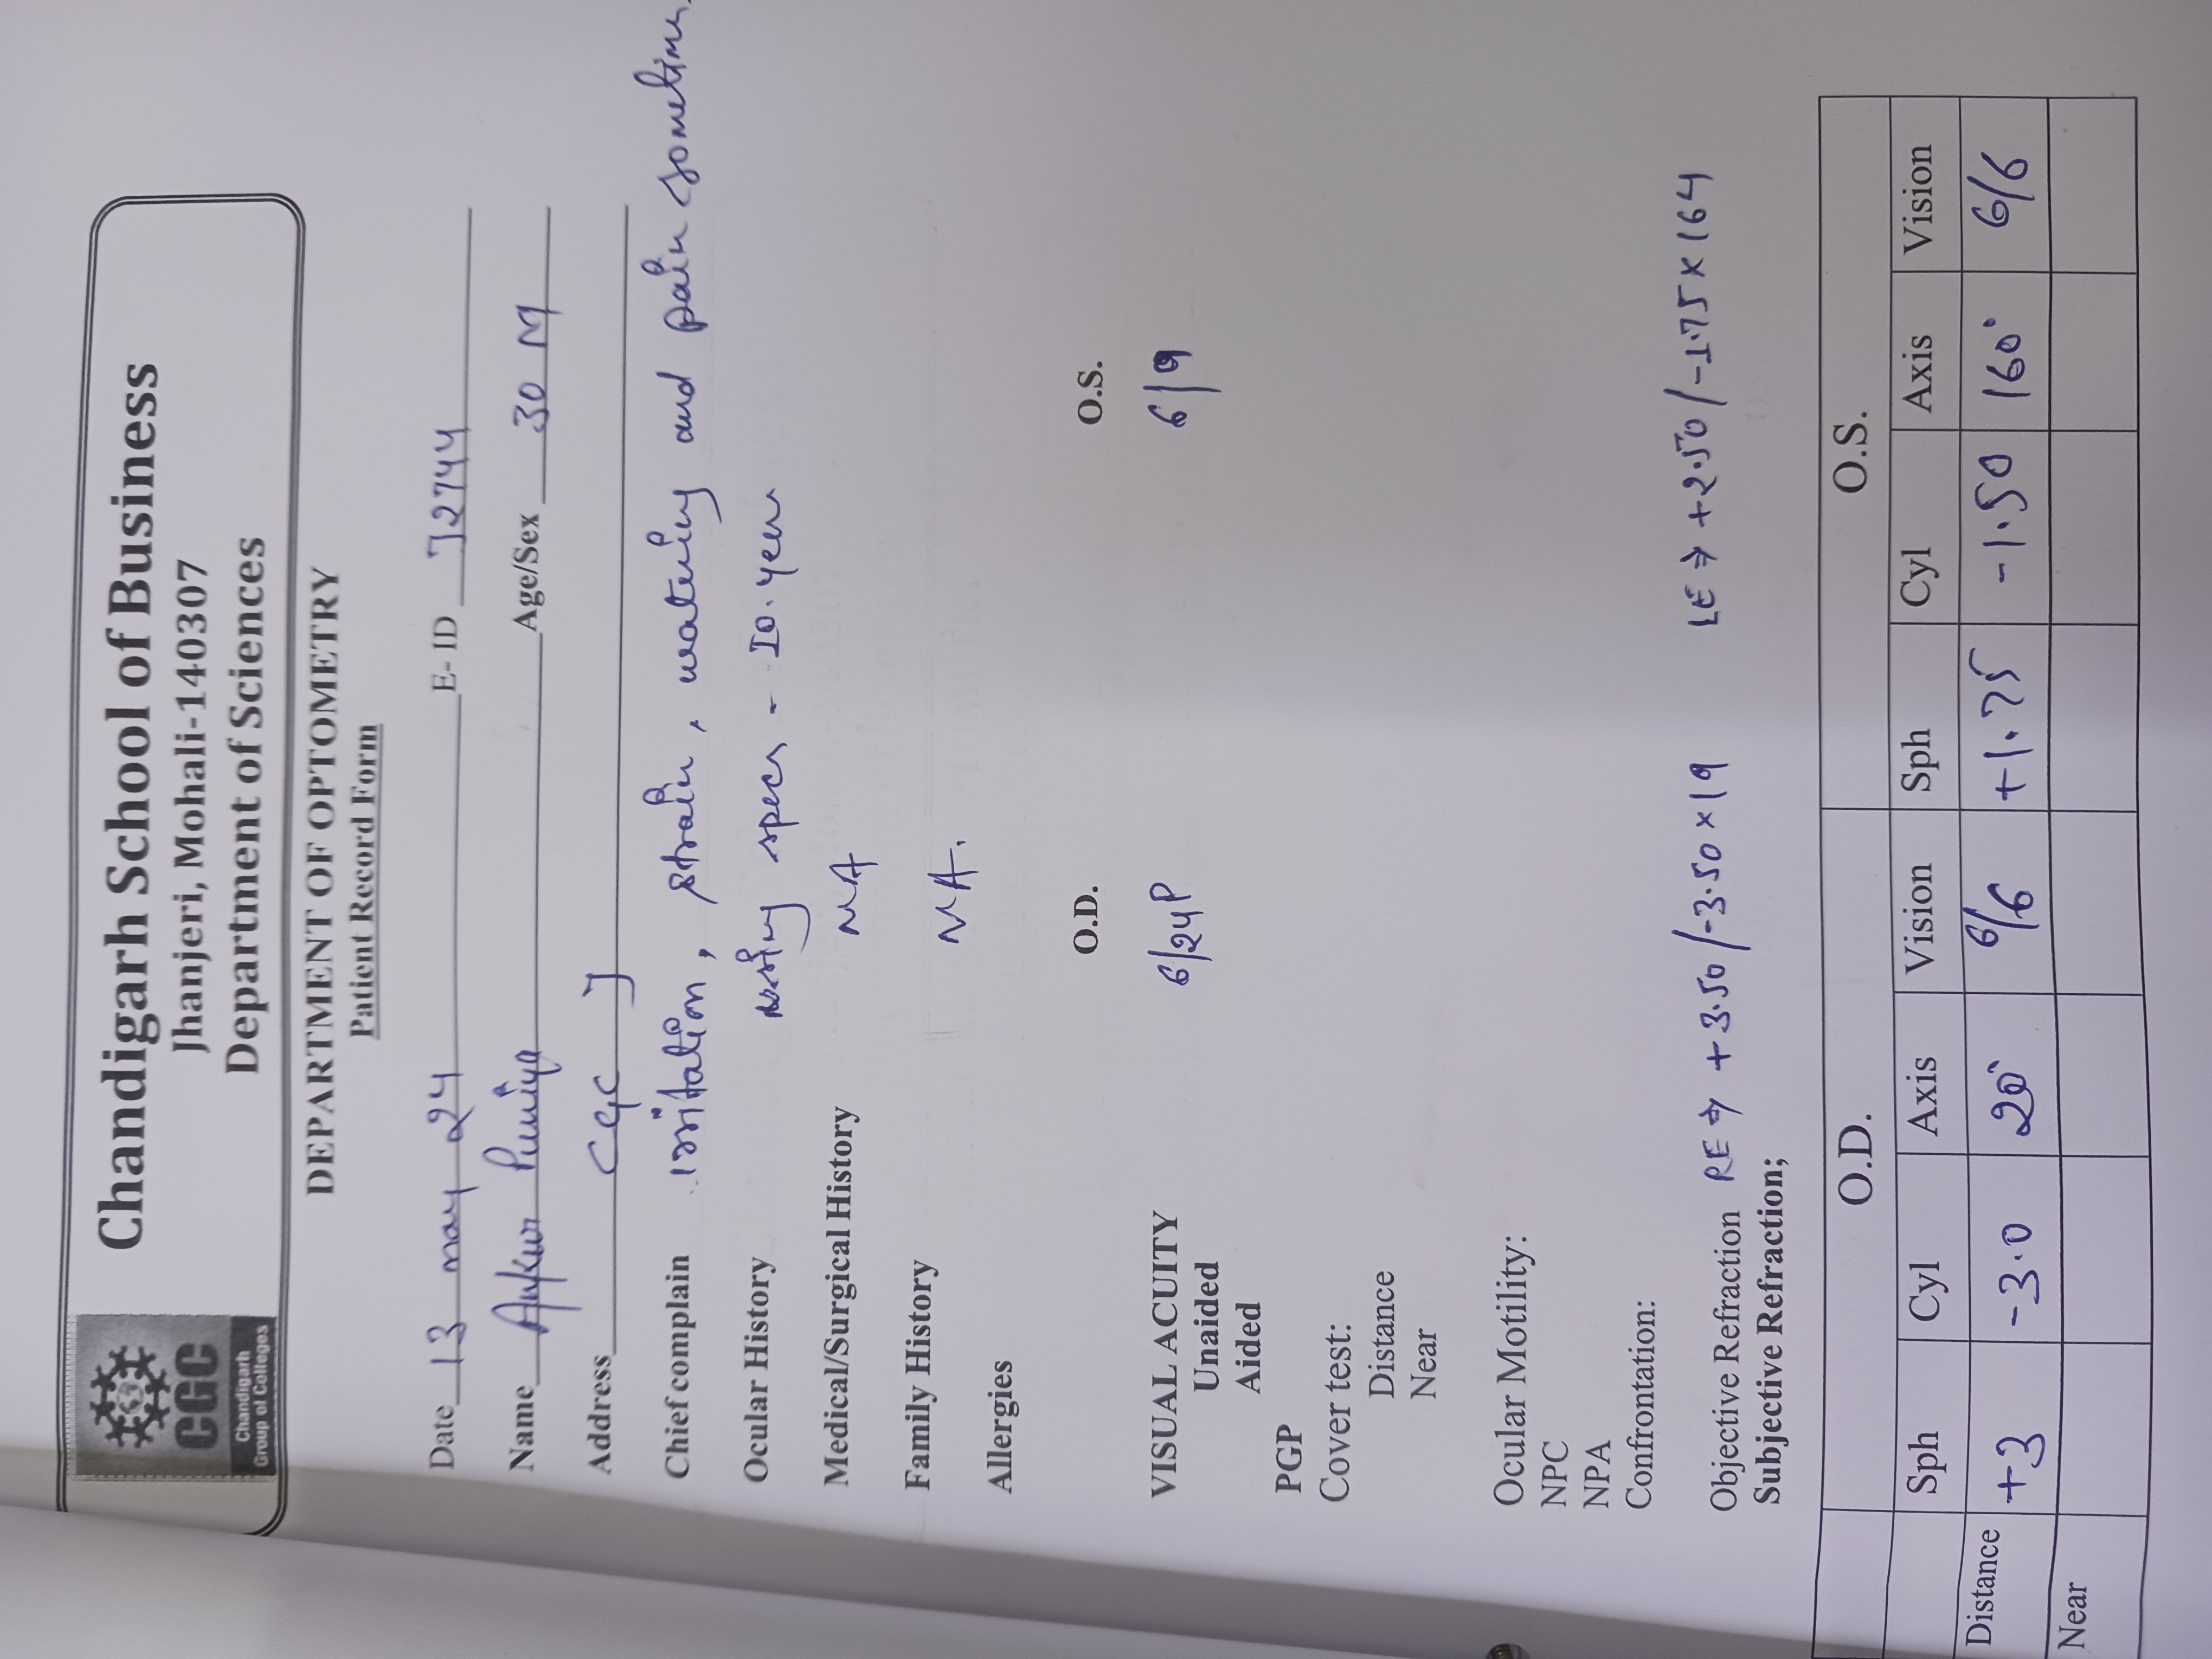 CGC
Chandigarh
Group of Colleges
Chandigarh School of Business
Jhanjeri, Mohali-140307
Department of Sciences
DEPARTMENT OF OPTOMETRY
Patient Record Form
Date 13 may 24 E- ID J2744
Name Ankur Puniya Age/Sex 30 M
Address CGC J
Chief complain irritation, strain, watering and pain sometimes
Ocular History using specs - 10. year
Medical/Surgical History NA
Family History NA.
Allergies
O.D. O.S.
VISUAL ACUITY 6/24P 6/9
Unaided
Aided
PGP
Cover test:
Distance
Near
Ocular Motility:
NPC
NPA
Confrontation:
Objective Refraction RE ⇒ +3.50/-3.50×19 LE ⇒ +2.50/-1.75×164
Subjective Refraction;
O.D. O.S.
Sph Cyl Axis Vision Sph Cyl Axis Vision
Distance +3 -3.0 20° 6/6 +1.75 -1.50 160° 6/6
Near